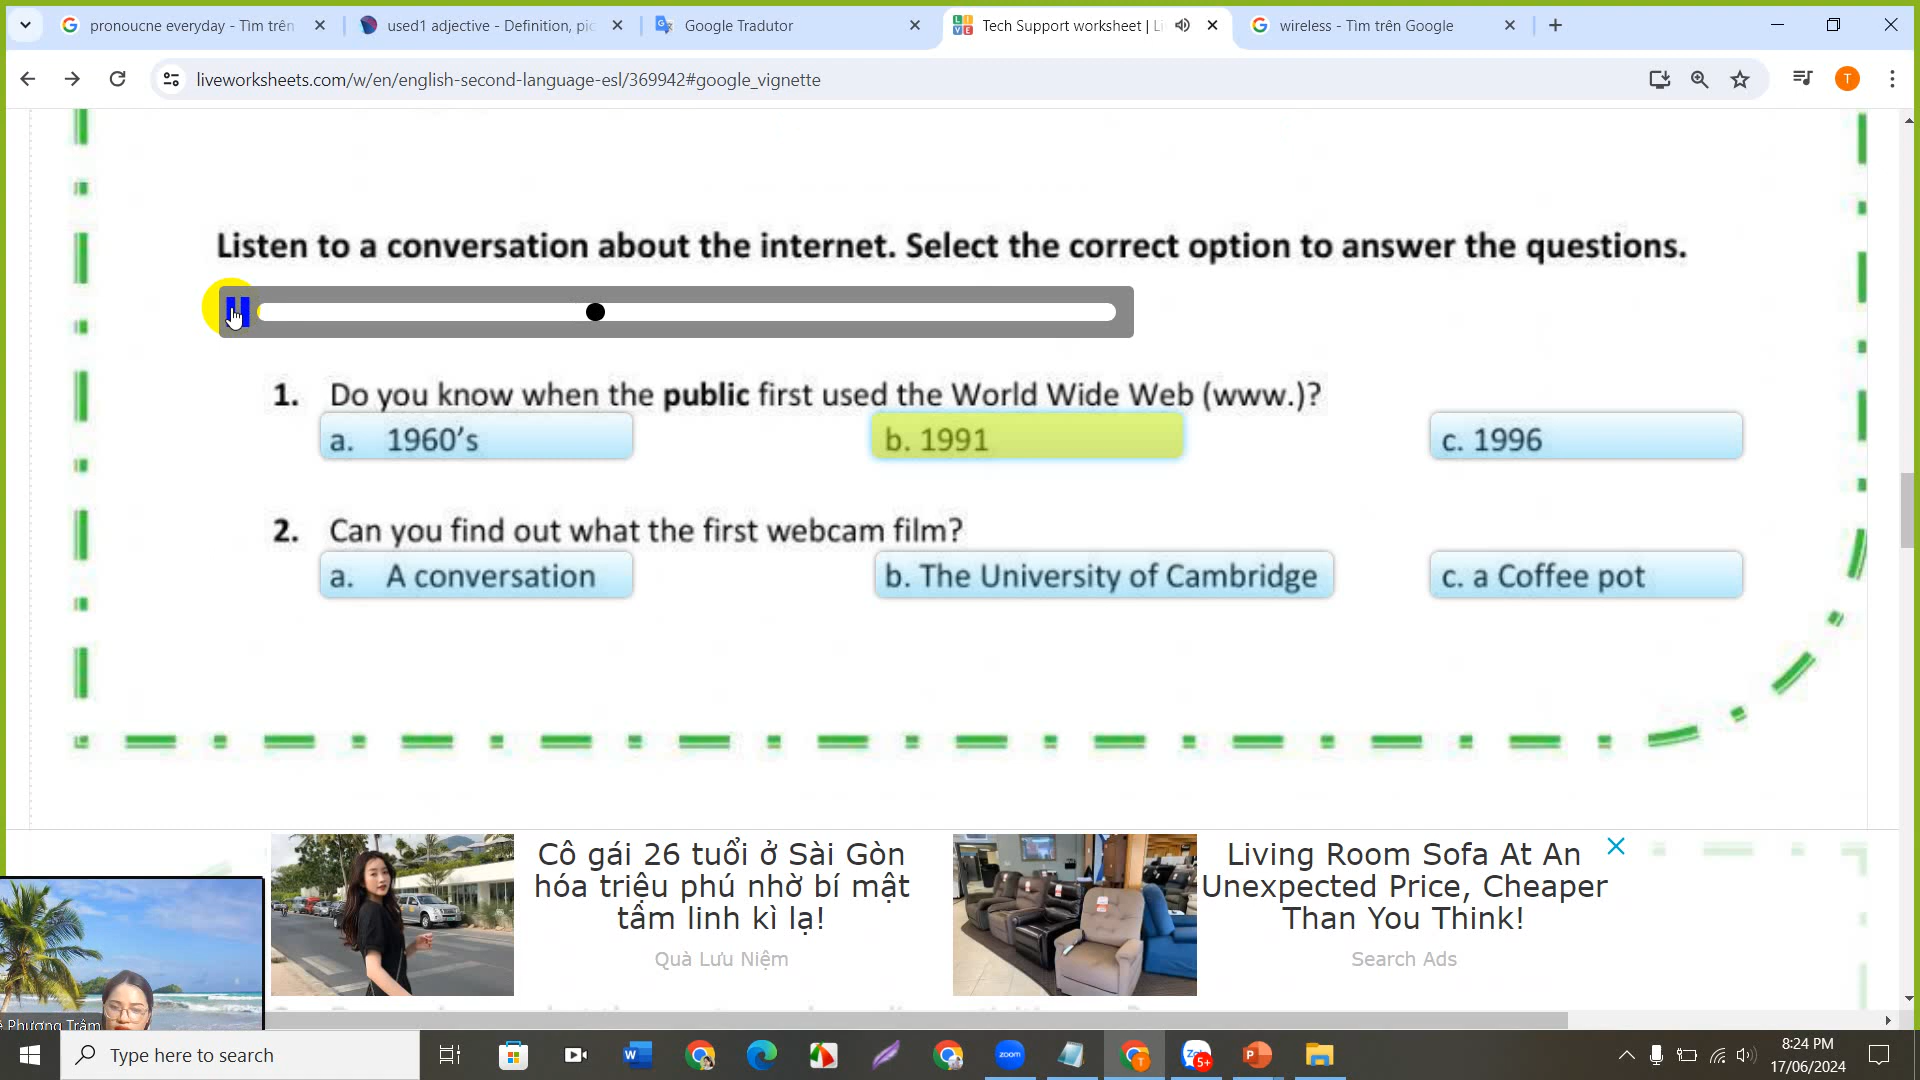 pronoucne everyday - Tìm trên
used1 adjective - Definition, pic
Google Tradutor
Tech Support worksheet | Li
wireless - Tìm trên Google
liveworksheets.com/w/en/english-second-language-esl/369942#google_vignette
T
Listen to a conversation about the internet. Select the correct option to answer the questions.
1. Do you know when the public first used the World Wide Web (www.)?
a. 1960's
b. 1991
c. 1996
2. Can you find out what the first webcam film?
a. A conversation
b. The University of Cambridge
c. a Coffee pot
Cô gái 26 tuổi ở Sài Gòn
hóa triệu phú nhờ bí mật
tâm linh kì lạ!
Quà Lưu Niệm
Living Room Sofa At An
Unexpected Price, Cheaper
Than You Think!
Search Ads
Phương Trâm
Type here to search
zoom
5+
8:24 PM
17/06/2024